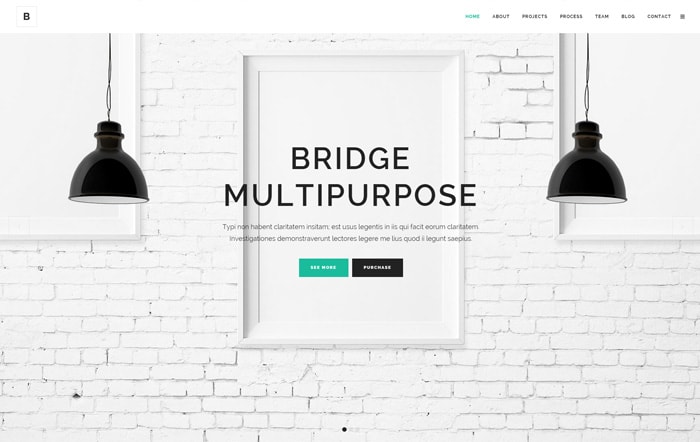 B
HOME ABOUT PROJECTS PROCESS TEAM BLOG CONTACT
BRIDGE
MULTIPURPOSE
Typi non habent claritatem insitam; est usus legentis in iis qui facit eorum claritatem.
Investigationes demonstraverunt lectores legere me lius quod ii legunt saepius.
SEE MORE PURCHASE